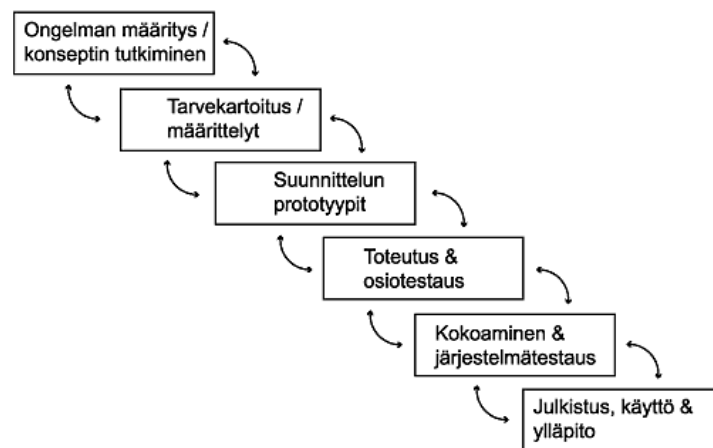 Ongelman määritys /
konseptin tutkiminen
Tarvekartoitus /
määrittelyt
Suunnittelun
prototyypit
Toteutus &
osiotestaus
Kokoaminen &
järjestelmätestaus
Julkistus, käyttö &
ylläpito